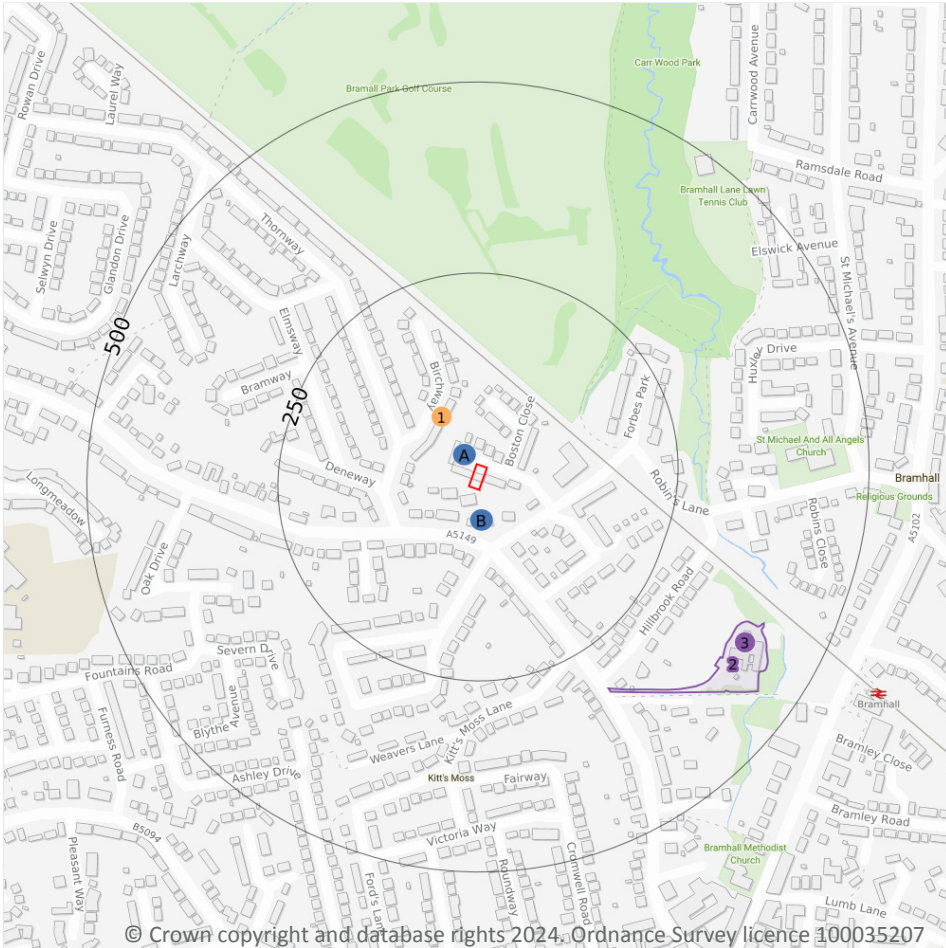 Rowan Drive
Laurel Way
Bramall Park Golf Course
Carr Wood Park
Carrwood Avenue
Ramsdale Road
Bramhall Lane Lawn
Tennis Club
Elswick Avenue
St Michael's Avenue
Selwyn Drive
Glandon Drive
Larchway
Thornway
Elmsway
Bramway
Birchway
500
250
Huxley Drive
Forbes Park
Boston Close
1
A
B
St Michael And All Angels
Church
Bramhall
Religious Grounds
Deneway
Longmeadow
Robin's Lane
Robins Close
A5102
A5149
Oak Drive
Hillbrook Road
3
2
Severn Drive
Fountains Road
Furness Road
Blythe
Avenue
Weavers Lane
Kitt's Moss Lane
Bramhall
Bramley Close
Ashley Drive
Kitt's Moss
Fairway
B5094
Victoria Way
Bramley Road
Pleasant Way
Ford's Lane
Roundway
Cromwell Road
Bramhall Methodist
Church
Lumb Lane
© Crown copyright and database rights 2024. Ordnance Survey licence 100035207